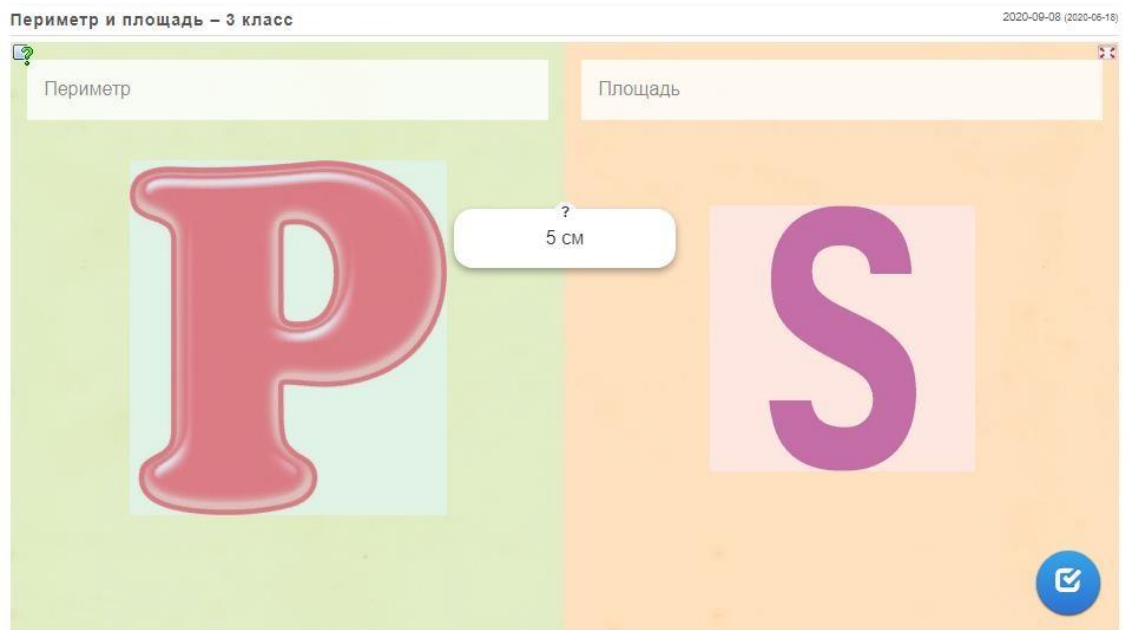 Периметр и площадь – 3 класс
2020-09-08 (2020-06-18)
?
Периметр
Площадь
P
S
?
5 см